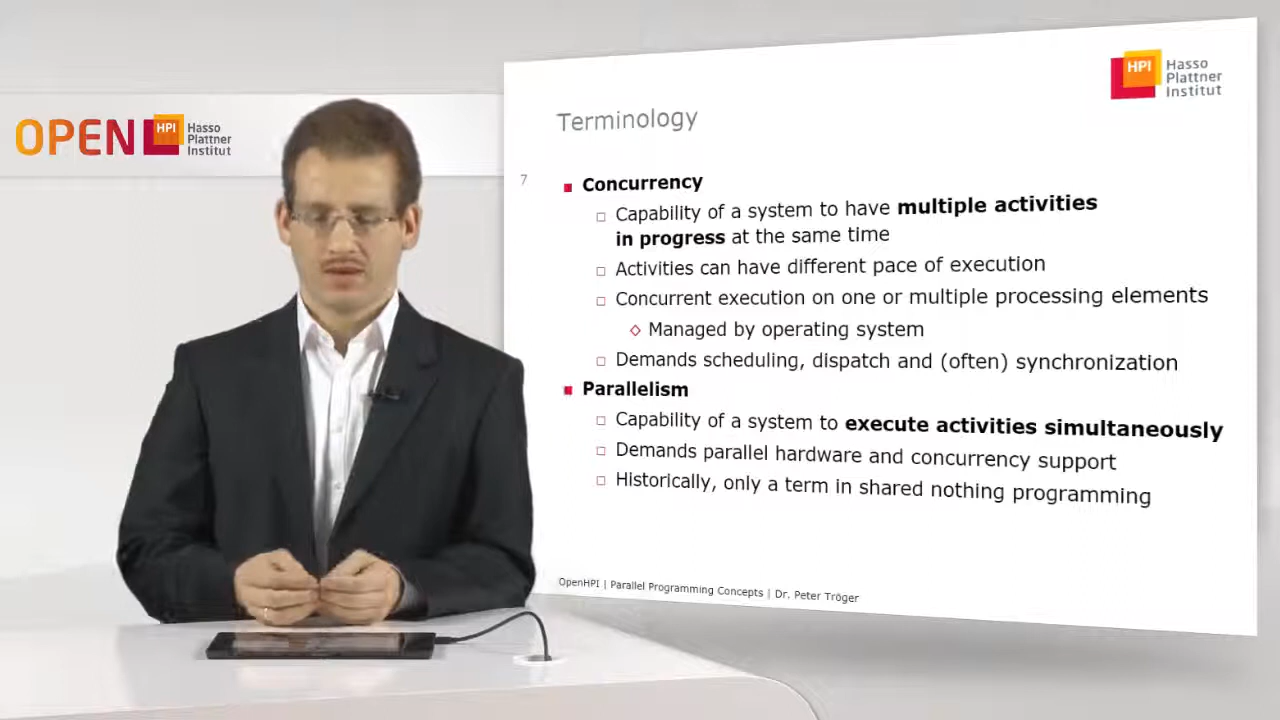 OPEN HPI Hasso
Plattner
Institut
HPI Hasso
Plattner
Institut
Terminology
7
Concurrency
Capability of a system to have multiple activities
in progress at the same time
Activities can have different pace of execution
Concurrent execution on one or multiple processing elements
Managed by operating system
Demands scheduling, dispatch and (often) synchronization
Parallelism
Capability of a system to execute activities simultaneously
Demands parallel hardware and concurrency support
Historically, only a term in shared nothing programming
OpenHPI | Parallel Programming Concepts | Dr. Peter Tröger